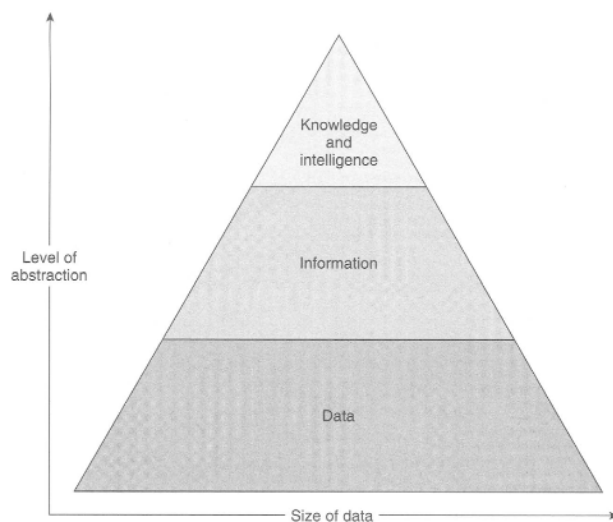 Knowledge
and
intelligence
Level of
abstraction
Information
Data
Size of data